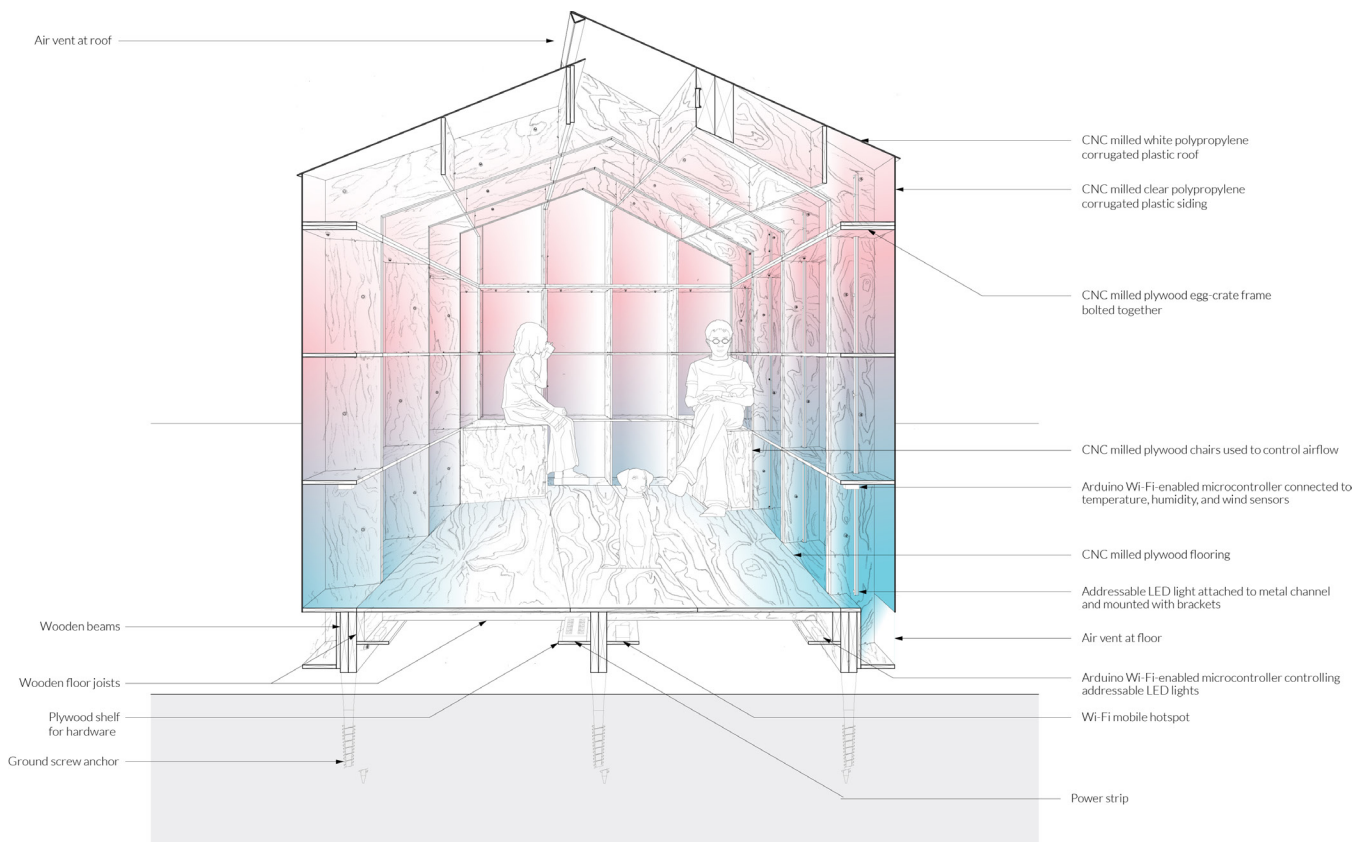 Air vent at roof
CNC milled white polypropylene
corrugated plastic roof
CNC milled clear polypropylene
corrugated plastic siding
CNC milled plywood egg-crate frame
bolted together
CNC milled plywood chairs used to control airflow
Arduino Wi-Fi-enabled microcontroller connected to
temperature, humidity, and wind sensors
CNC milled plywood flooring
Addressable LED light attached to metal channel
and mounted with brackets
Wooden beams
Air vent at floor
Wooden floor joists
Arduino Wi-Fi-enabled microcontroller controlling
addressable LED lights
Plywood shelf
for hardware
Wi-Fi mobile hotspot
Ground screw anchor
Power strip